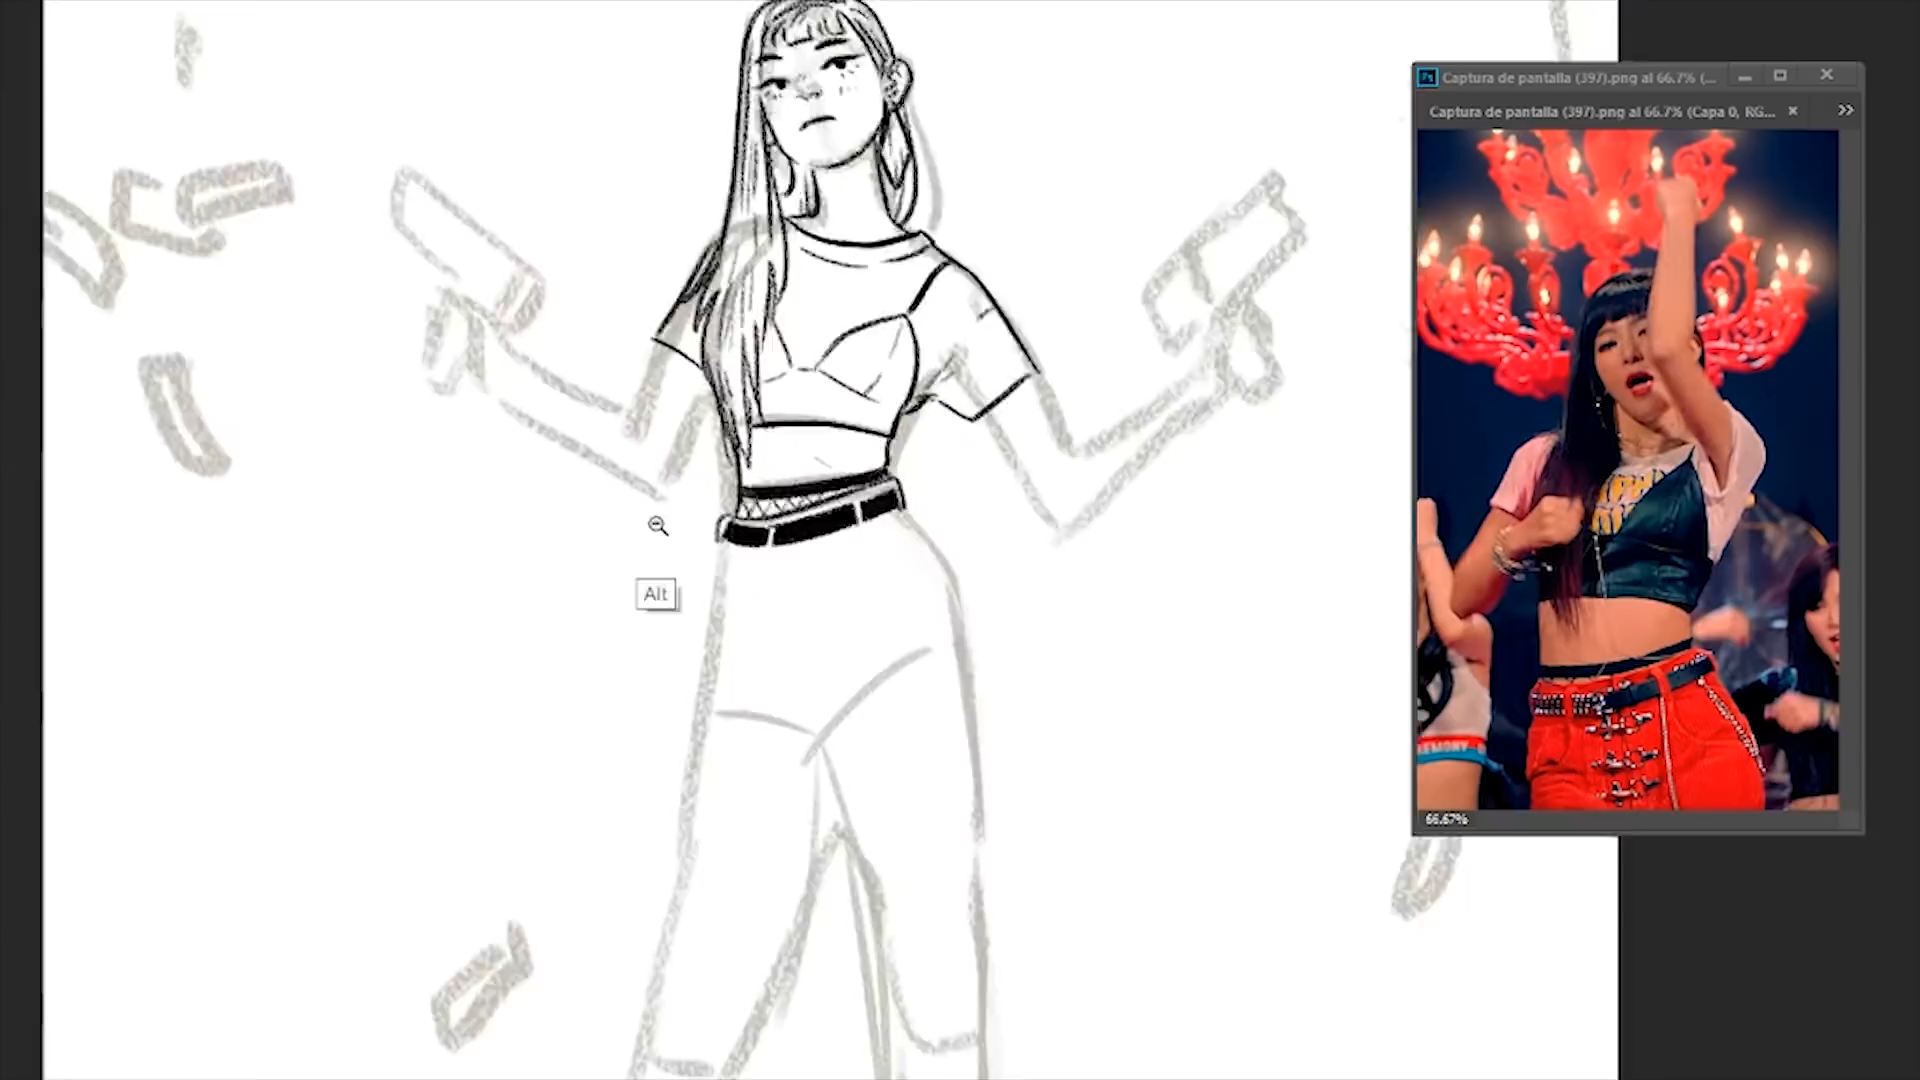 Ps
Captura de pantalla (397).png al 66.7% (...
Captura de pantalla (397).png al 66.7% (Capa 0, RG...
Alt
66.67%